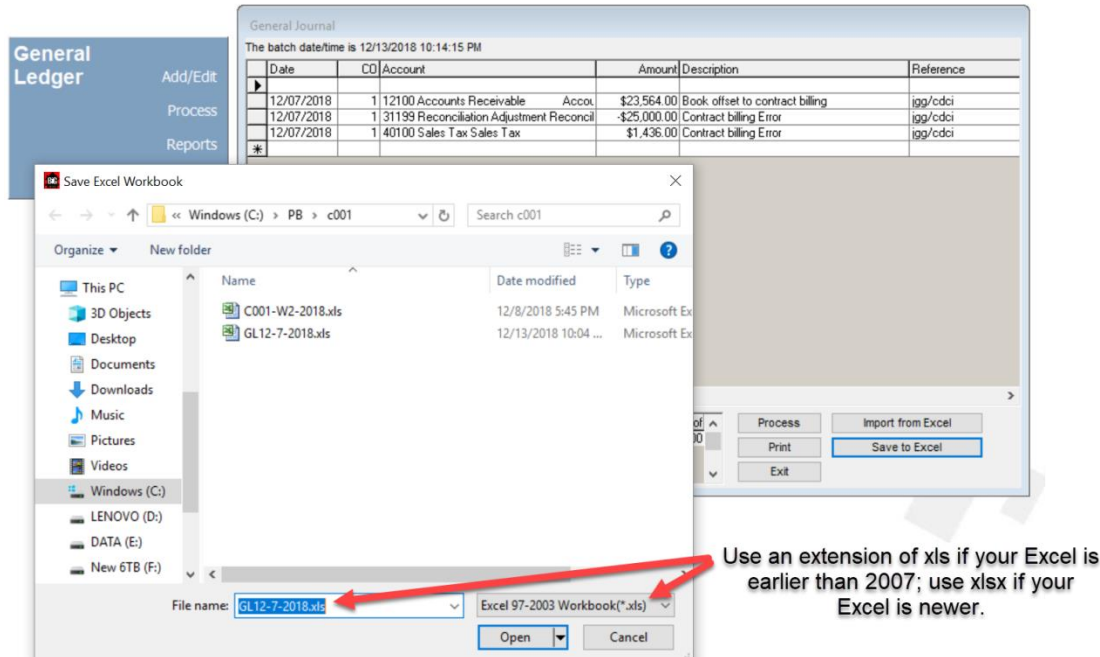 General Ledger
Add/Edit
Process
Reports
General Journal
The batch date/time is 12/13/2018 10:14:15 PM
Date CO Account Amount Description Reference
12/07/2018 1 12100 Accounts Receivable Accou $23,564.00 Book offset to contract billing jgg/cdci
12/07/2018 1 31199 Reconciliation Adjustment Reconcil -$25,000.00 Contract billing Error jgg/cdci
12/07/2018 1 40100 Sales Tax Sales Tax $1,436.00 Contract billing Error jgg/cdci
Save Excel Workbook
« Windows (C:) > PB > c001 Search c001
Organize New folder
Name Date modified Type
C001-W2-2018.xls 12/8/2018 5:45 PM Microsoft Ex
GL12-7-2018.xls 12/13/2018 10:04 ... Microsoft Ex
This PC
3D Objects
Desktop
Documents
Downloads
Music
Pictures
Videos
Windows (C:)
LENOVO (D:)
DATA (E:)
New 6TB (F:)
File name: GL12-7-2018.xls Excel 97-2003 Workbook(*.xls)
Open Cancel
Process Import from Excel
Print Save to Excel
Exit
Use an extension of xls if your Excel is
earlier than 2007; use xlsx if your
Excel is newer.